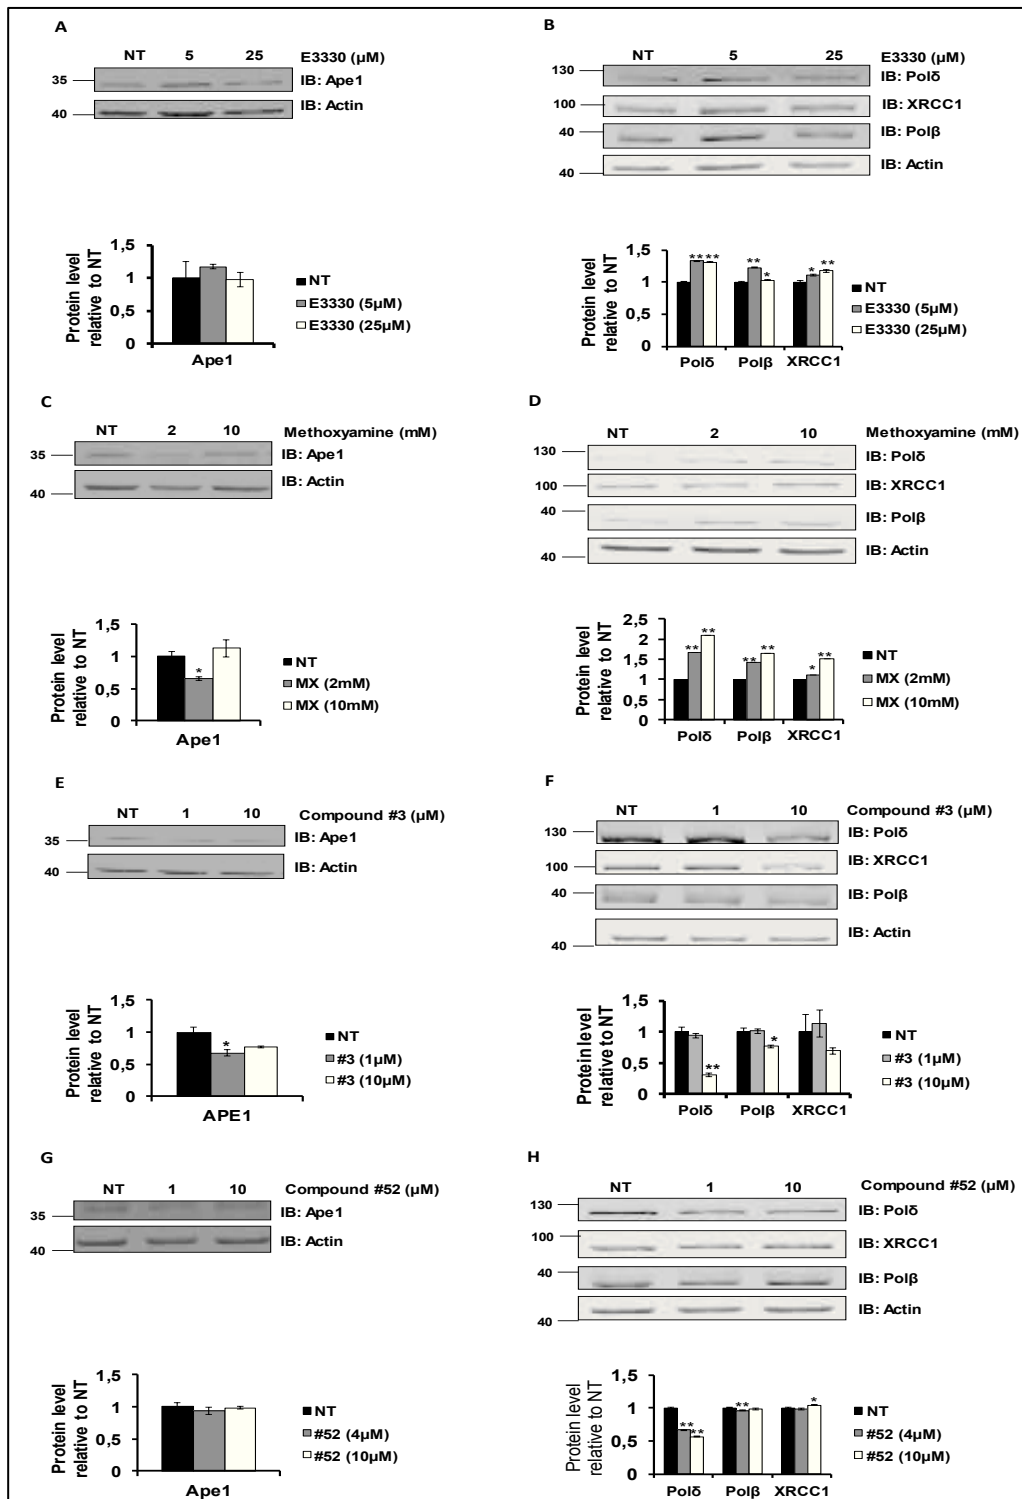 A
NT 5 25 E3330 (µM)
35 IB: Ape1
40 IB: Actin
Protein level
relative to NT
1,5
1
0,5
0
Ape1
NT
E3330 (5µM)
E3330 (25µM)
B
NT 5 25 E3330 (µM)
130 IB: Polδ
100 IB: XRCC1
40 IB: Polβ
40 IB: Actin
Protein level
relative to NT
1,5
1
0,5
0
** ** ** * * **
Polδ Polβ XRCC1
NT
E3330 (5µM)
E3330 (25µM)
C
NT 2 10 Methoxyamine (mM)
35 IB: Ape1
40 IB: Actin
Protein level
relative to NT
1,5
1
0,5
0
*
Ape1
NT
MX (2mM)
MX (10mM)
D
NT 2 10 Methoxyamine (mM)
130 IB: Polδ
100 IB: XRCC1
40 IB: Polβ
40 IB: Actin
Protein level
relative to NT
2,5
2
1,5
1
0,5
0
** ** ** ** * **
Polδ Polβ XRCC1
NT
MX (2mM)
MX (10mM)
E
NT 1 10 Compound #3 (µM)
35 IB: Ape1
40 IB: Actin
Protein level
relative to NT
1,5
1
0,5
0
*
APE1
NT
#3 (1µM)
#3 (10µM)
F
NT 1 10 Compound #3 (µM)
130 IB: Polδ
100 IB: XRCC1
40 IB: Polβ
40 IB: Actin
Protein level
relative to NT
1,5
1
0,5
0
** *
Polδ Polβ XRCC1
NT
#3 (1µM)
#3 (10µM)
G
NT 1 10 Compound #52 (µM)
35 IB: Ape1
40 IB: Actin
Protein level
relative to NT
1,5
1
0,5
0
Ape1
NT
#52 (4µM)
#52 (10µM)
H
NT 1 10 Compound #52 (µM)
130 IB: Polδ
100 IB: XRCC1
40 IB: Polβ
40 IB: Actin
Protein level
relative to NT
1,5
1
0,5
0
** ** ** *
Polδ Polβ XRCC1
NT
#52 (4µM)
#52 (10µM)